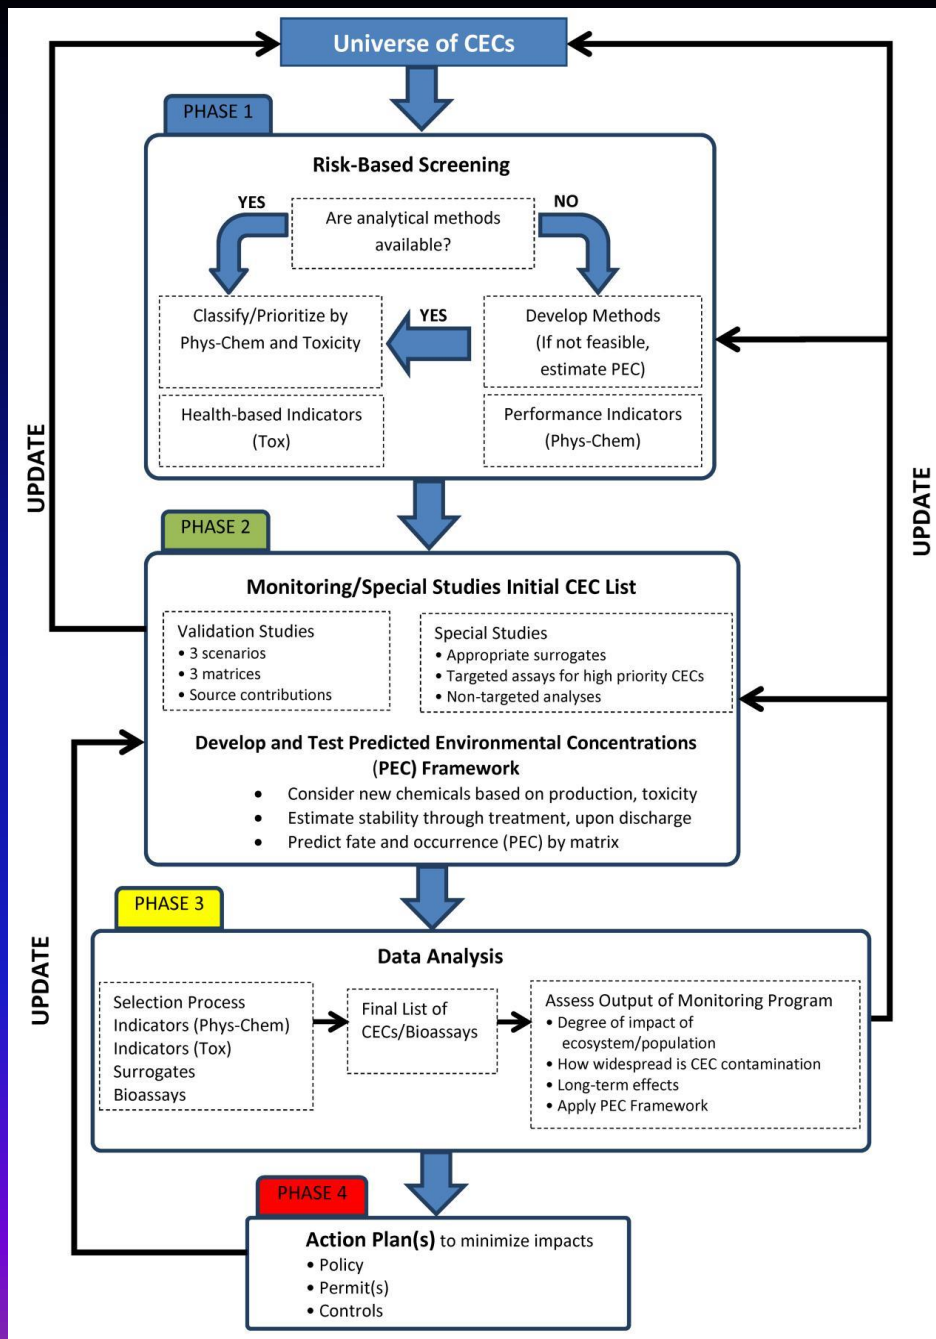 Universe of CECs
PHASE 1
Risk-Based Screening
YES
NO
Are analytical methods
available?
Classify/Prioritize by
Phys-Chem and Toxicity
YES
Develop Methods
(If not feasible,
estimate PEC)
Health-based Indicators
(Tox)
Performance Indicators
(Phys-Chem)
UPDATE
UPDATE
PHASE 2
Monitoring/Special Studies Initial CEC List
Validation Studies
• 3 scenarios
• 3 matrices
• Source contributions
Special Studies
• Appropriate surrogates
• Targeted assays for high priority CECs
• Non-targeted analyses
Develop and Test Predicted Environmental Concentrations
(PEC) Framework
• Consider new chemicals based on production, toxicity
• Estimate stability through treatment, upon discharge
• Predict fate and occurrence (PEC) by matrix
UPDATE
PHASE 3
Data Analysis
Selection Process
Indicators (Phys-Chem)
Indicators (Tox)
Surrogates
Bioassays
Final List of
CECs/Bioassays
Assess Output of Monitoring Program
• Degree of impact of
ecosystem/population
• How widespread is CEC contamination
• Long-term effects
• Apply PEC Framework
PHASE 4
Action Plan(s) to minimize impacts
• Policy
• Permit(s)
• Controls